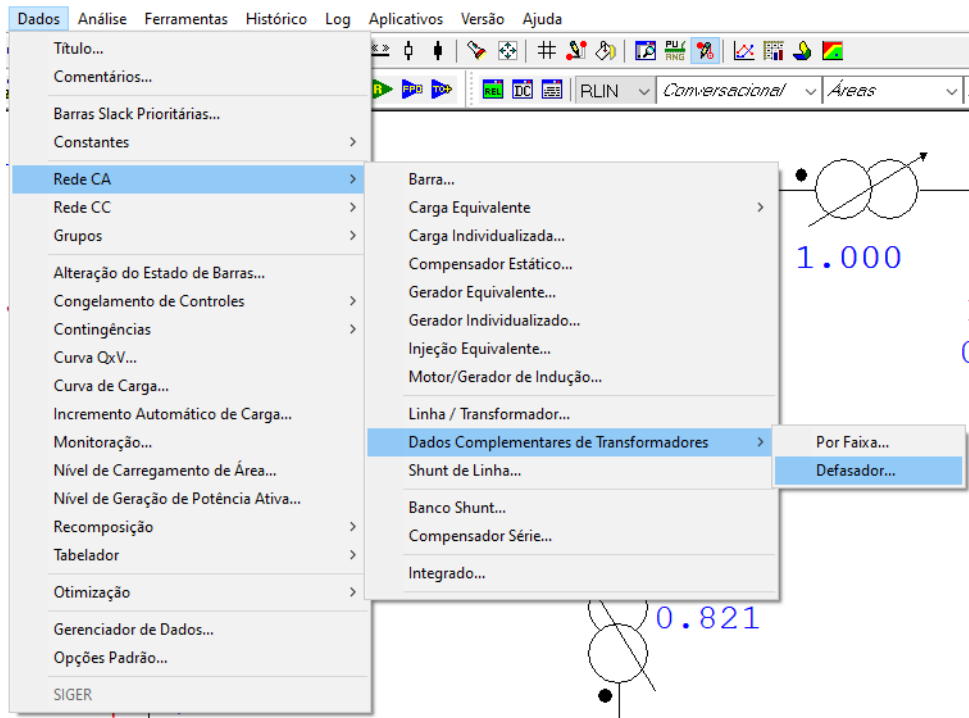 Dados Análise Ferramentas Histórico Log Aplicativos Versão Ajuda
Título...
Comentários...
Barras Slack Prioritárias...
Constantes
Rede CA
Rede CC
Grupos
Alteração do Estado de Barras...
Congelamento de Controles
Contingências
Curva QxV...
Curva de Carga...
Incremento Automático de Carga...
Monitoração...
Nível de Carregamento de Área...
Nível de Geração de Potência Ativa...
Recomposição
Tabelador
Otimização
Gerenciador de Dados...
Opções Padrão...
SIGER
PU/
RNG
FPO
REL DC RLIN Conversacional Áreas
Barra...
Carga Equivalente
Carga Individualizada...
Compensador Estático...
Gerador Equivalente...
Gerador Individualizado...
Injeção Equivalente...
Motor/Gerador de Indução...
Linha / Transformador...
Dados Complementares de Transformadores
Shunt de Linha...
Banco Shunt...
Compensador Série...
Integrado...
Por Faixa...
Defasador...
1.000
0.821